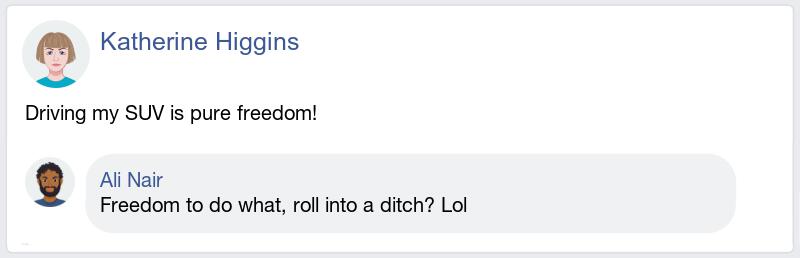 Katherine Higgins
Driving my SUV is pure freedom!
Ali Nair
Freedom to do what, roll into a ditch? Lol